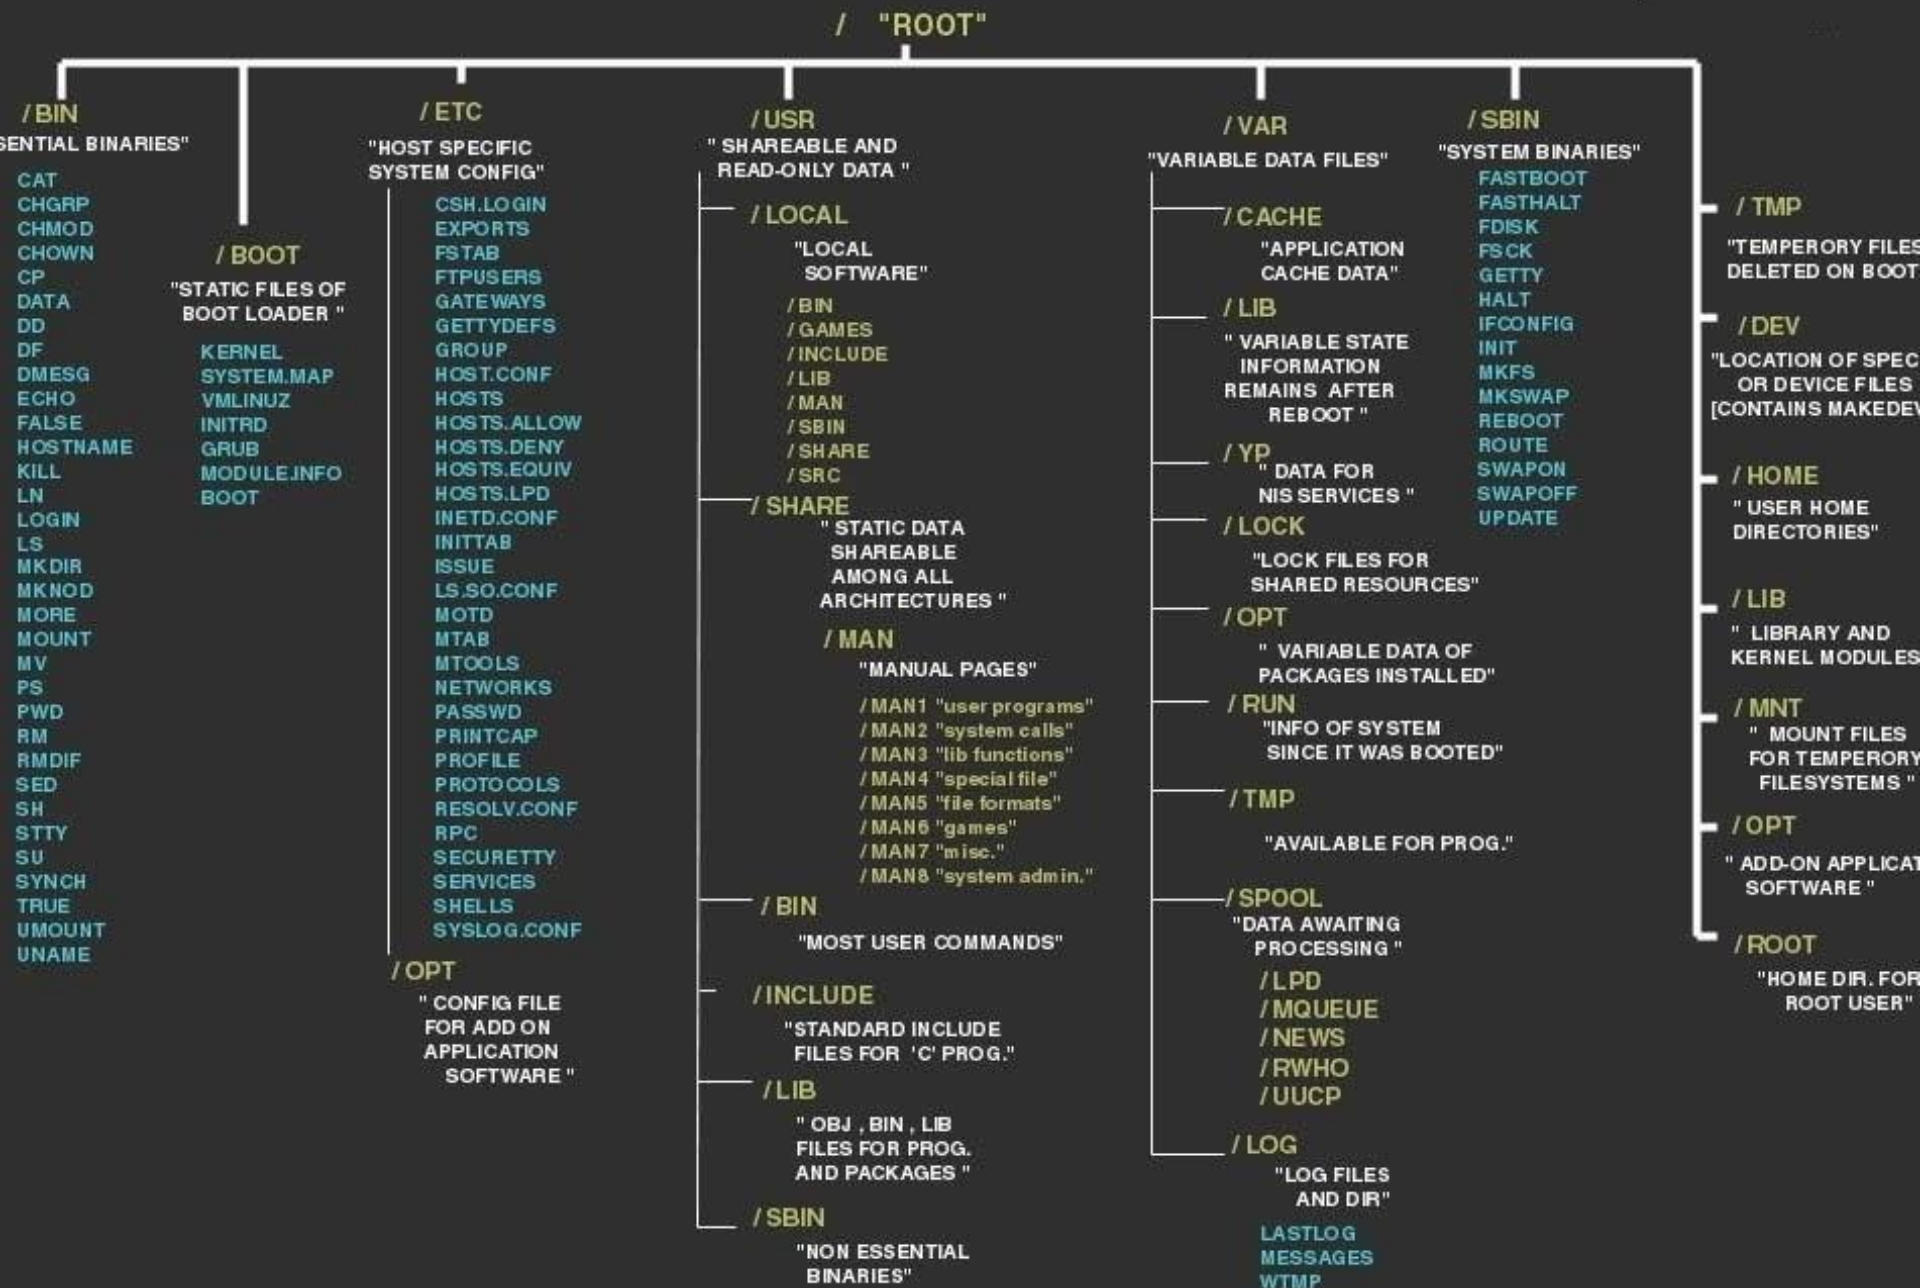 / "ROOT"
/BIN
SENTIAL BINARIES"
CAT
CHGRP
CHMOD
CHOWN
CP
DATA
DD
DF
DMESG
ECHO
FALSE
HOSTNAME
KILL
LN
LOGIN
LS
MKDIR
MKNOD
MORE
MOUNT
MV
PS
PWD
RM
RMDIF
SED
SH
STTY
SU
SYNCH
TRUE
UMOUNT
UNAME
/BOOT
"STATIC FILES OF
BOOT LOADER "
KERNEL
SYSTEM.MAP
VMLINUZ
INITRD
GRUB
MODULE.INFO
BOOT
/ETC
"HOST SPECIFIC
SYSTEM CONFIG"
CSH.LOGIN
EXPORTS
FSTAB
FTPUSERS
GATEWAYS
GETTYDEFS
GROUP
HOST.CONF
HOSTS
HOSTS.ALLOW
HOSTS.DENY
HOSTS.EQUIV
HOSTS.LPD
INETD.CONF
INITTAB
ISSUE
LS.SO.CONF
MOTD
MTAB
MTOOLS
NETWORKS
PASSWD
PRINTCAP
PROFILE
PROTOCOLS
RESOLV.CONF
RPC
SECURETTY
SERVICES
SHELLS
SYSLOG.CONF
/OPT
" CONFIG FILE
FOR ADD ON
APPLICATION
SOFTWARE "
/USR
" SHAREABLE AND
READ-ONLY DATA "
/LOCAL
"LOCAL
SOFTWARE"
/BIN
/GAMES
/INCLUDE
/LIB
/MAN
/SBIN
/SHARE
/SRC
/SHARE
" STATIC DATA
SHAREABLE
AMONG ALL
ARCHITECTURES "
/MAN
"MANUAL PAGES"
/MAN1 "user programs"
/MAN2 "system calls"
/MAN3 "lib functions"
/MAN4 "special file"
/MAN5 "file formats"
/MAN6 "games"
/MAN7 "misc."
/MAN8 "system admin."
/BIN
"MOST USER COMMANDS"
/INCLUDE
"STANDARD INCLUDE
FILES FOR 'C' PROG."
/LIB
" OBJ , BIN , LIB
FILES FOR PROG.
AND PACKAGES "
/SBIN
"NON ESSENTIAL
BINARIES"
/VAR
"VARIABLE DATA FILES"
/CACHE
"APPLICATION
CACHE DATA"
/LIB
" VARIABLE STATE
INFORMATION
REMAINS AFTER
REBOOT "
/YP
" DATA FOR
NIS SERVICES "
/LOCK
"LOCK FILES FOR
SHARED RESOURCES"
/OPT
" VARIABLE DATA OF
PACKAGES INSTALLED"
/RUN
"INFO OF SYSTEM
SINCE IT WAS BOOTED"
/TMP
"AVAILABLE FOR PROG."
/SPOOL
"DATA AWAITING
PROCESSING "
/LPD
/MQUEUE
/NEWS
/RWHO
/UUCP
/LOG
"LOG FILES
AND DIR"
LASTLOG
MESSAGES
WTMP
/SBIN
"SYSTEM BINARIES"
FASTBOOT
FASTHALT
FDISK
FSCK
GETTY
HALT
IFCONFIG
INIT
MKFS
MKSWAP
REBOOT
ROUTE
SWAPON
SWAPOFF
UPDATE
/TMP
"TEMPERORY FILES
DELETED ON BOOT
/DEV
"LOCATION OF SPEC
OR DEVICE FILES
[CONTAINS MAKEDEV
/HOME
" USER HOME
DIRECTORIES"
/LIB
" LIBRARY AND
KERNEL MODULES
/MNT
" MOUNT FILES
FOR TEMPERORY
FILESYSTEMS "
/OPT
" ADD-ON APPLICAT
SOFTWARE "
/ROOT
"HOME DIR. FOR
ROOT USER"